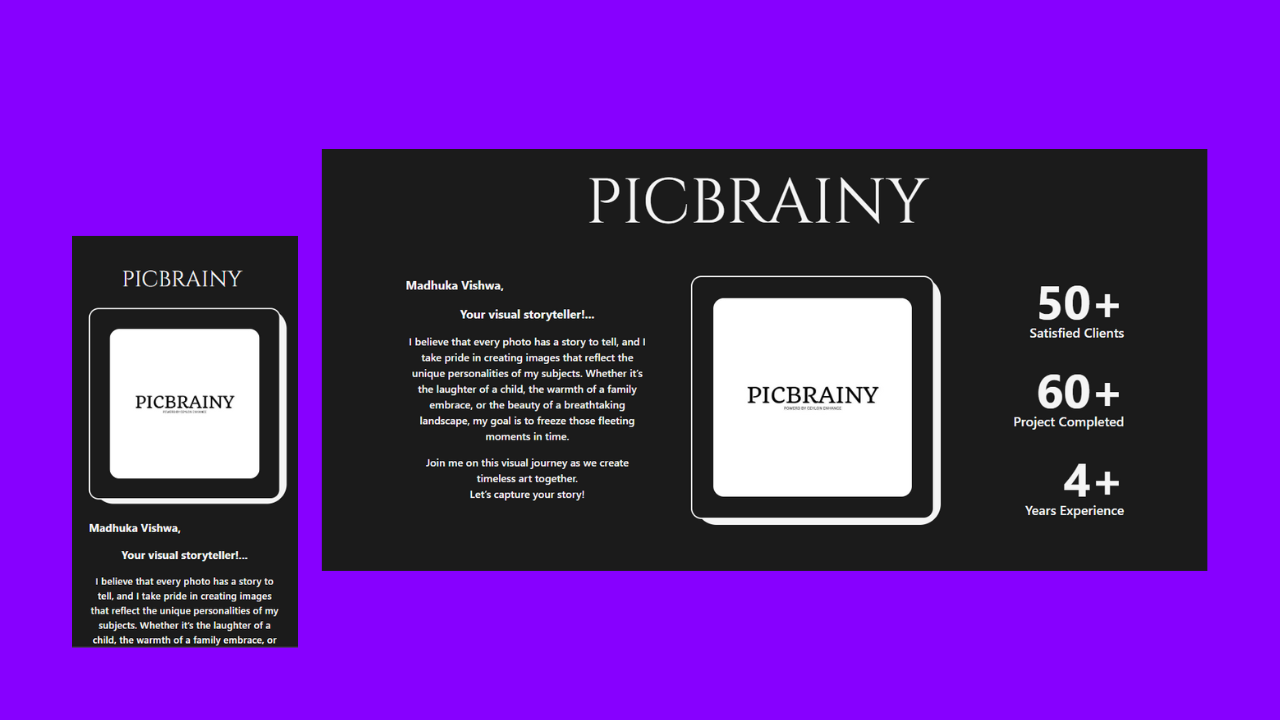 PICBRAINY
PICBRAINY
Madhuka Vishwa,
Your visual storyteller!...
I believe that every photo has a story to
tell, and I take pride in creating images
that reflect the unique personalities of my
subjects. Whether it's the laughter of a
child, the warmth of a family embrace, or
PICBRAINY
Madhuka Vishwa,
Your visual storyteller!...
I believe that every photo has a story to tell, and I
take pride in creating images that reflect the
unique personalities of my subjects. Whether it's
the laughter of a child, the warmth of a family
embrace, or the beauty of a breathtaking
landscape, my goal is to freeze those fleeting
moments in time.
Join me on this visual journey as we create
timeless art together.
Let's capture your story!
PICBRAINY
POWERED BY CEYLON ENHANCE
50+
Satisfied Clients
60+
Project Completed
4+
Years Experience